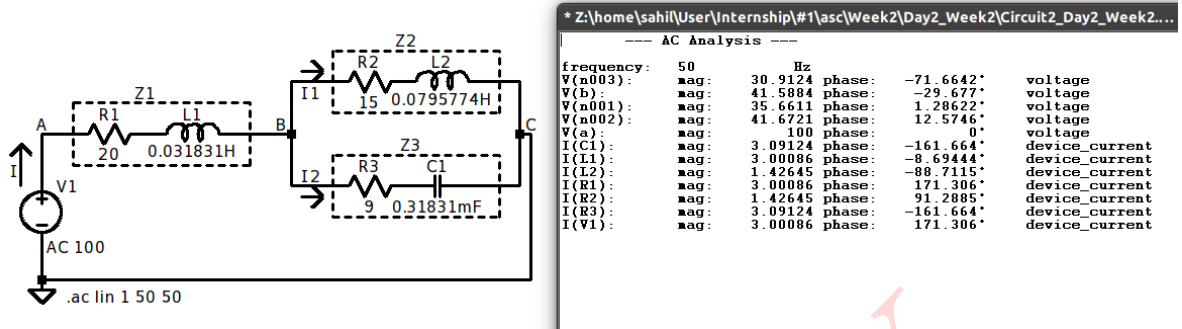 Z2
R2
L2
I1
15
0.0795774H
Z1
A
R1
L1
B
C
20
0.031831H
Z3
I
I2
R3
C1
V1
9
0.31831mF
AC 100
.ac lin 1 50 50
* Z:\home\sahil\User\Internship\#1\asc\Week2\Day2_Week2\Circuit2_Day2_Week2....
--- AC Analysis ---
frequency: 50 Hz
V(n003): mag: 30.9124 phase: -71.6642° voltage
V(b): mag: 41.5884 phase: -29.677° voltage
V(n001): mag: 35.6611 phase: 1.28622° voltage
V(n002): mag: 41.6721 phase: 12.5746° voltage
V(a): mag: 100 phase: 0° voltage
I(C1): mag: 3.09124 phase: -161.664° device_current
I(L1): mag: 3.00086 phase: -8.69444° device_current
I(L2): mag: 1.42645 phase: -88.7115° device_current
I(R1): mag: 3.00086 phase: 171.306° device_current
I(R2): mag: 1.42645 phase: 91.2885° device_current
I(R3): mag: 3.09124 phase: -161.664° device_current
I(V1): mag: 3.00086 phase: 171.306° device_current